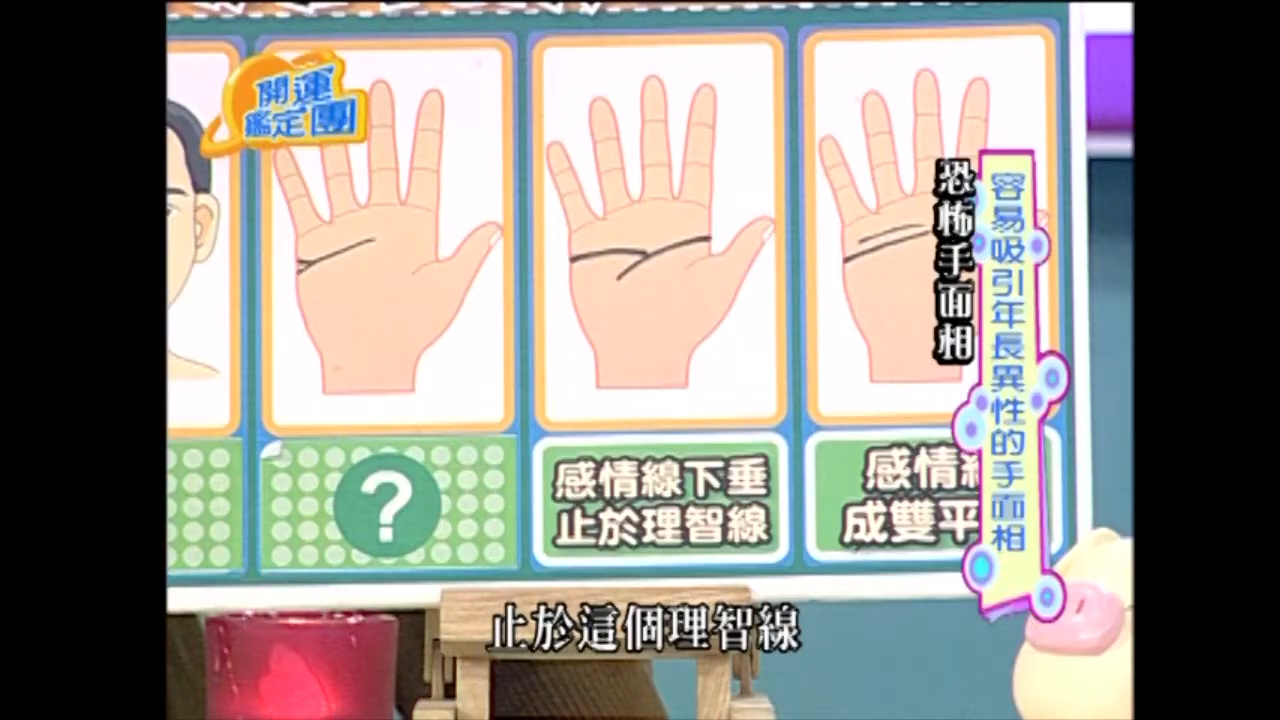 開運
鑑定團
恐怖手面相
容易吸引年長異性的手面相
?
感情線下垂
止於理智線
感情
成雙平
止於這個理智線